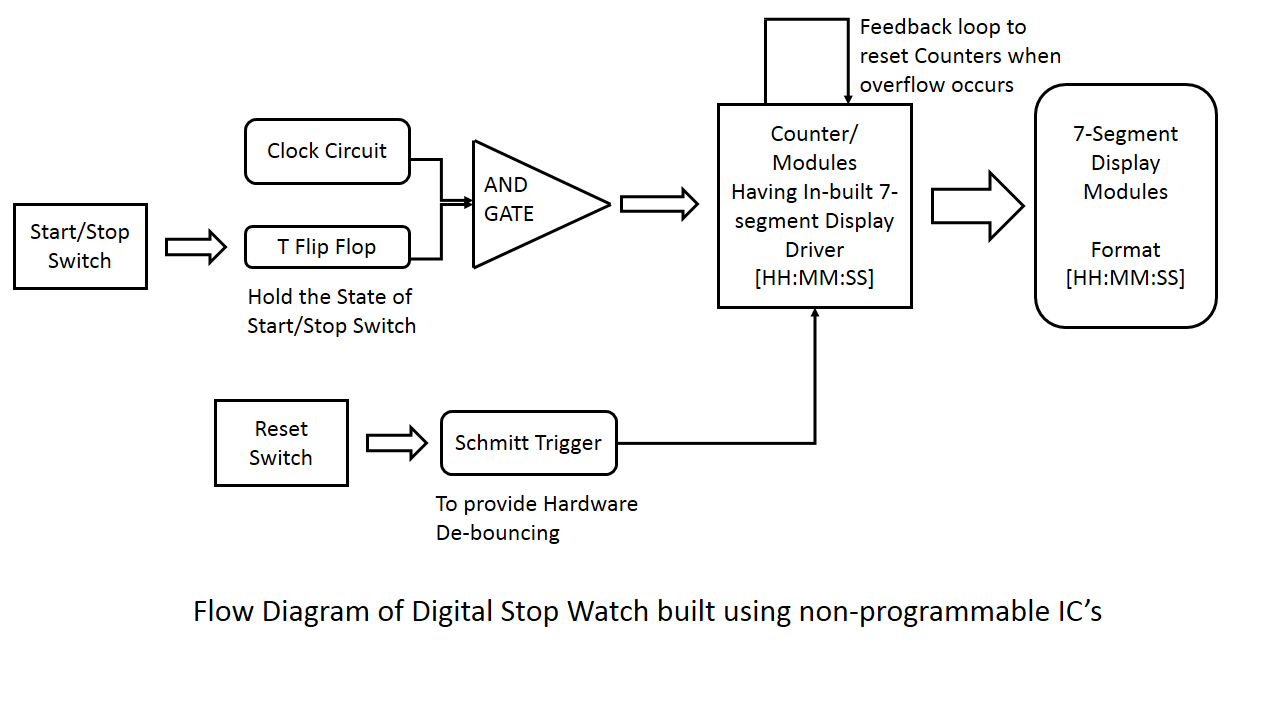 Feedback loop to
reset Counters when
overflow occurs
Clock Circuit
AND
GATE
Counter/
Modules
Having In-built 7-
segment Display
Driver
[HH:MM:SS]
7-Segment
Display
Modules
Format
[HH:MM:SS]
Start/Stop
Switch
T Flip Flop
Hold the State of
Start/Stop Switch
Reset
Switch
Schmitt Trigger
To provide Hardware
De-bouncing
Flow Diagram of Digital Stop Watch built using non-programmable IC’s